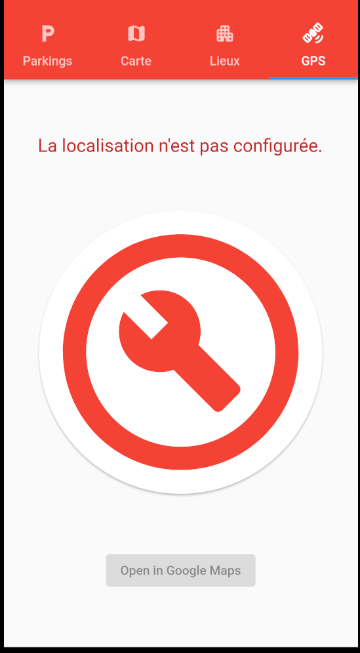 P
Parkings
Carte
Lieux
GPS
La localisation n'est pas configurée.
Open in Google Maps